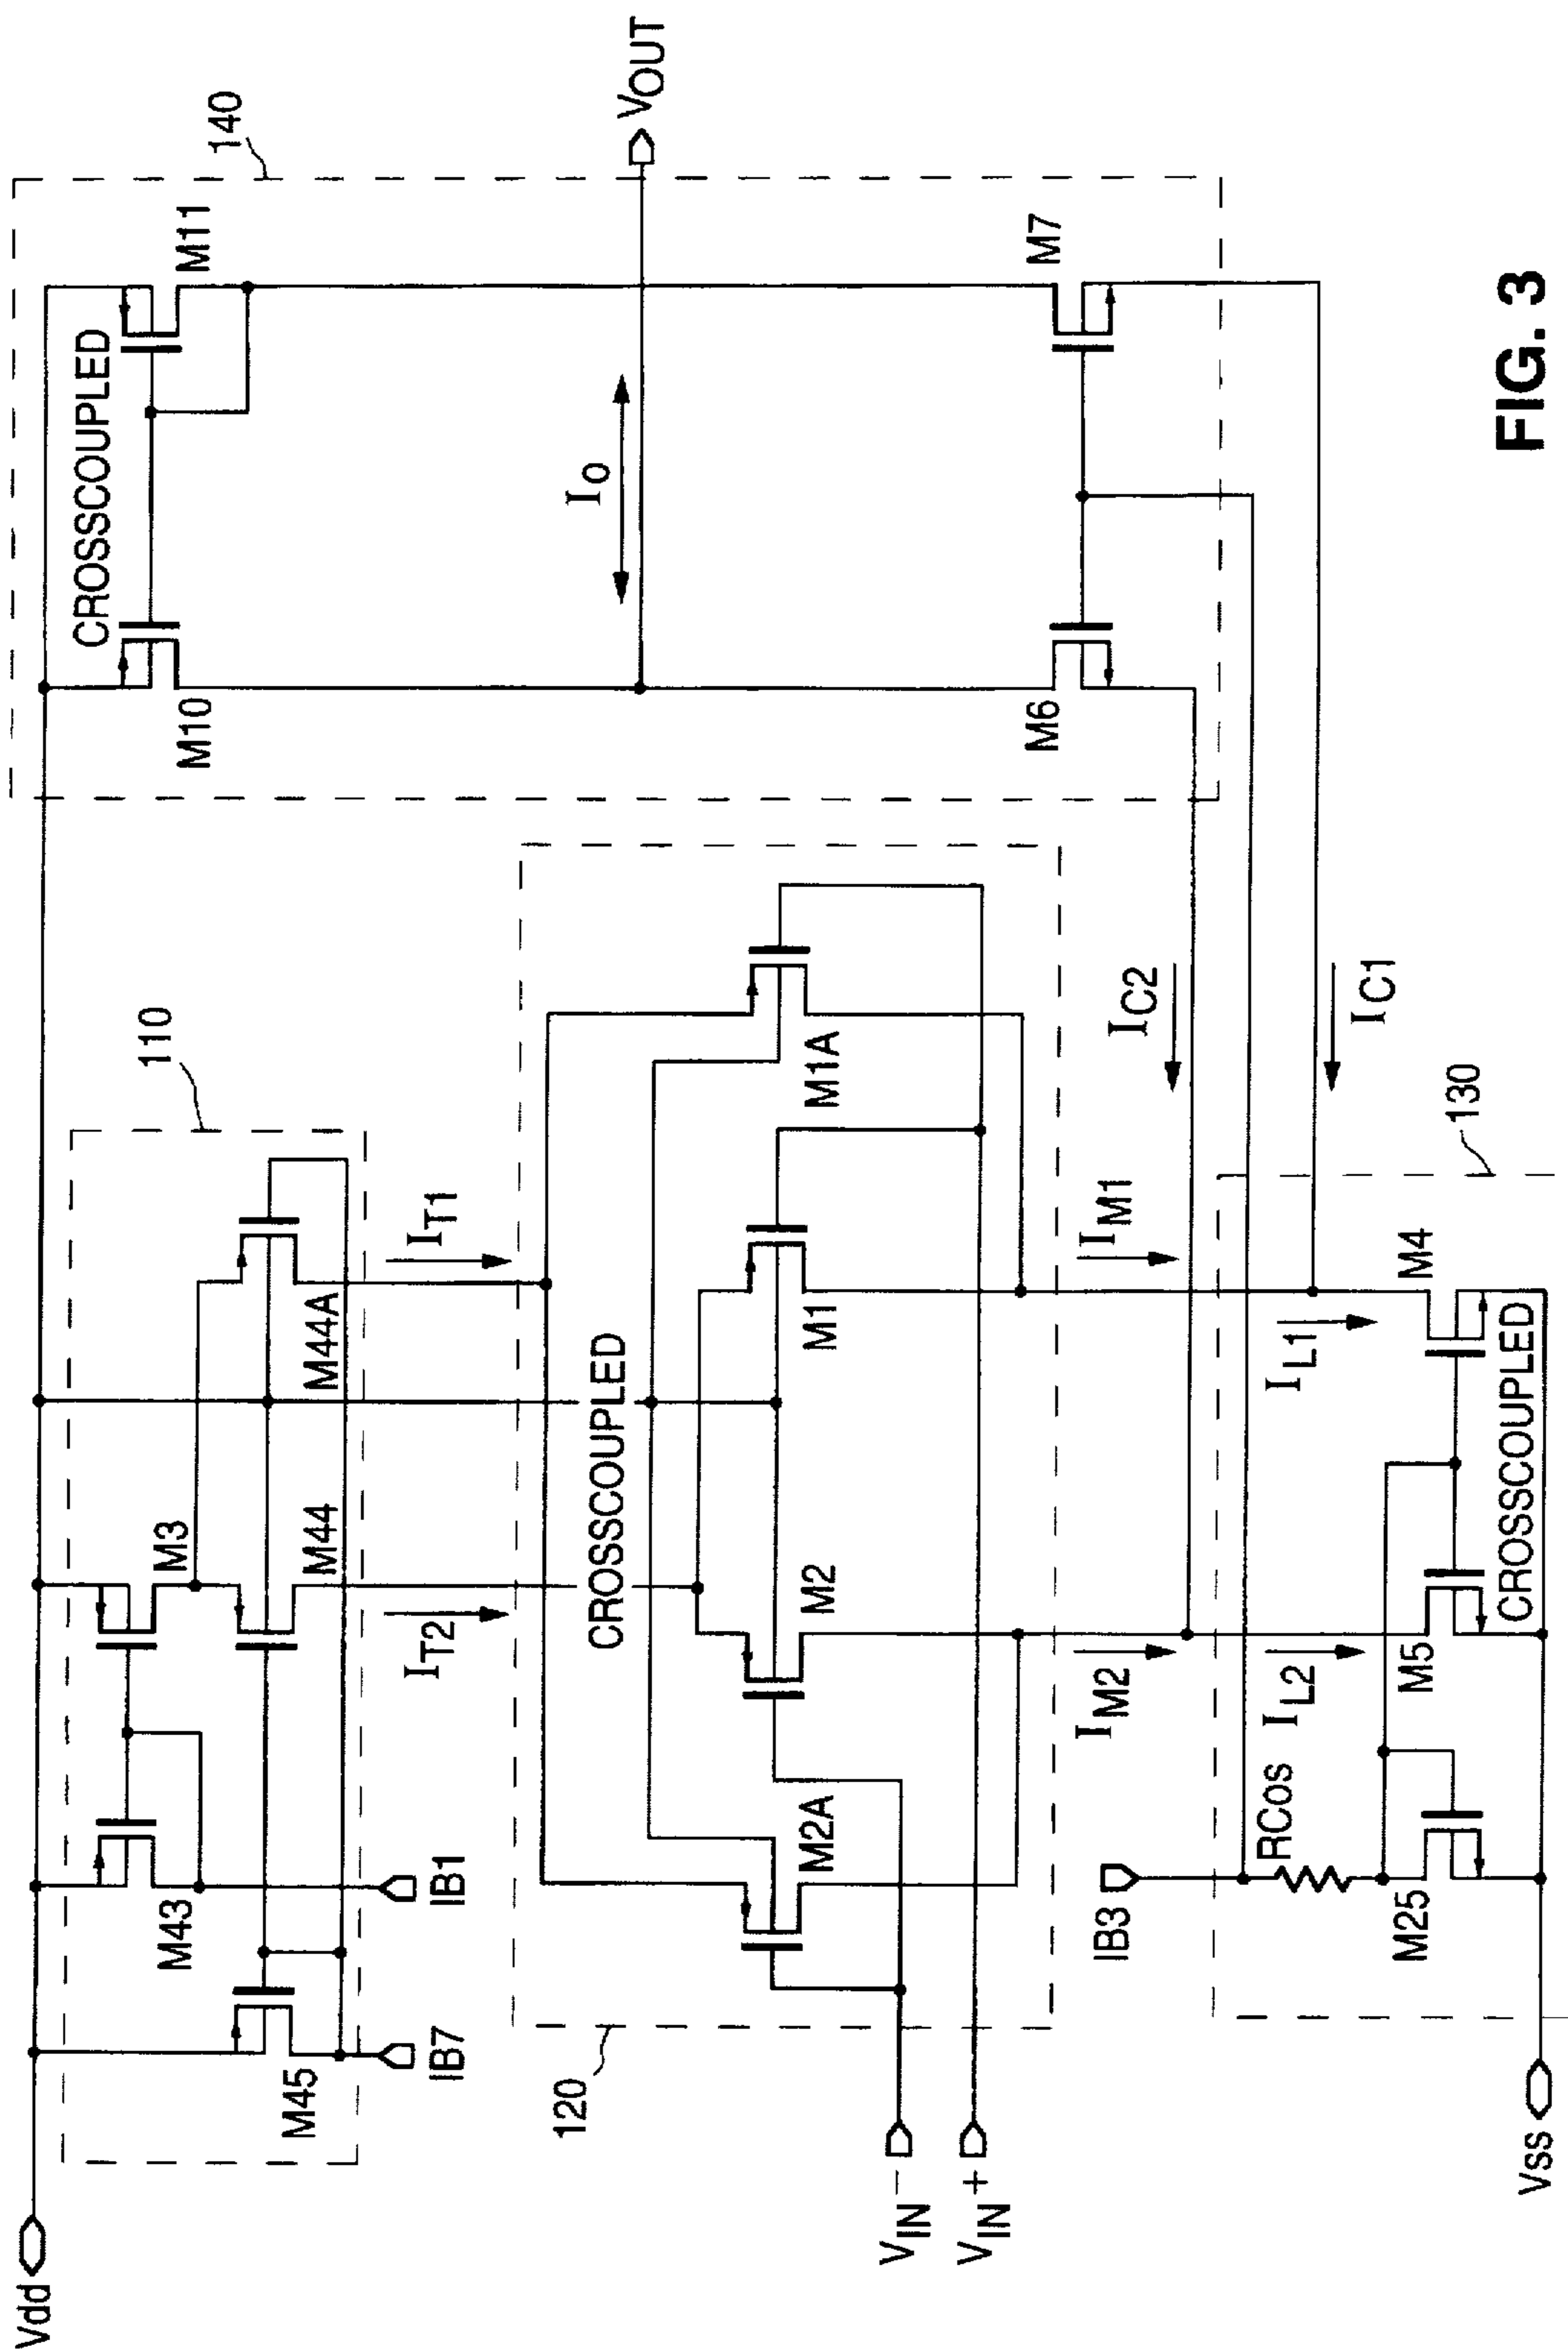 Vdd
110
140
CROSSCOUPLED
M45
M43
M3
M44
M44A
M10
M11
IB7
IB1
IT2
IT1
120
CROSSCOUPLED
IO
VOUT
M2A
M2
M1
M1A
VIN-
VIN+
IM2
IM1
IC2
M6
M7
IB3
RCos
IL2
IL1
IC1
130
M25
M5
M4
CROSSCOUPLED
Vss
FIG. 3